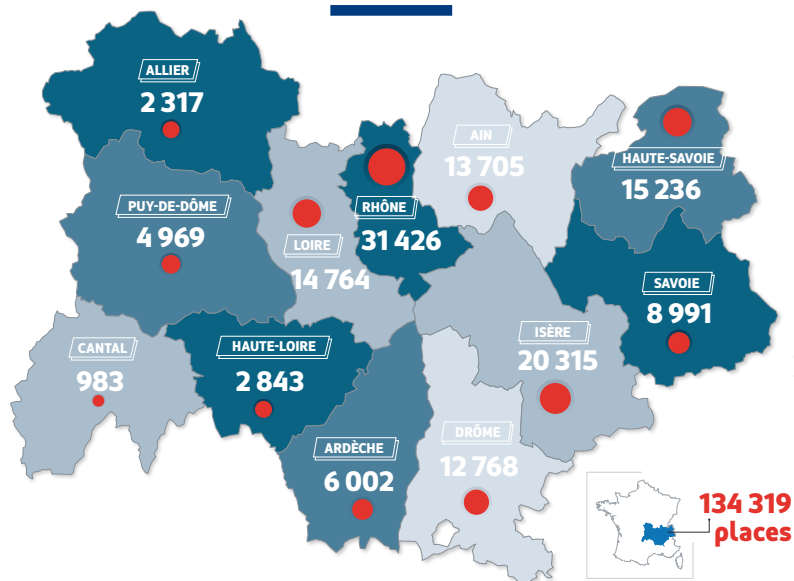 ALLIER
2 317
AIN
13 705
HAUTE-SAVOIE
15 236
PUY-DE-DÔME
4 969
LOIRE
14 764
RHÔNE
31 426
SAVOIE
8 991
ISÈRE
20 315
CANTAL
983
HAUTE-LOIRE
2 843
ARDÈCHE
6 002
DRÔME
12 768
134 319
places